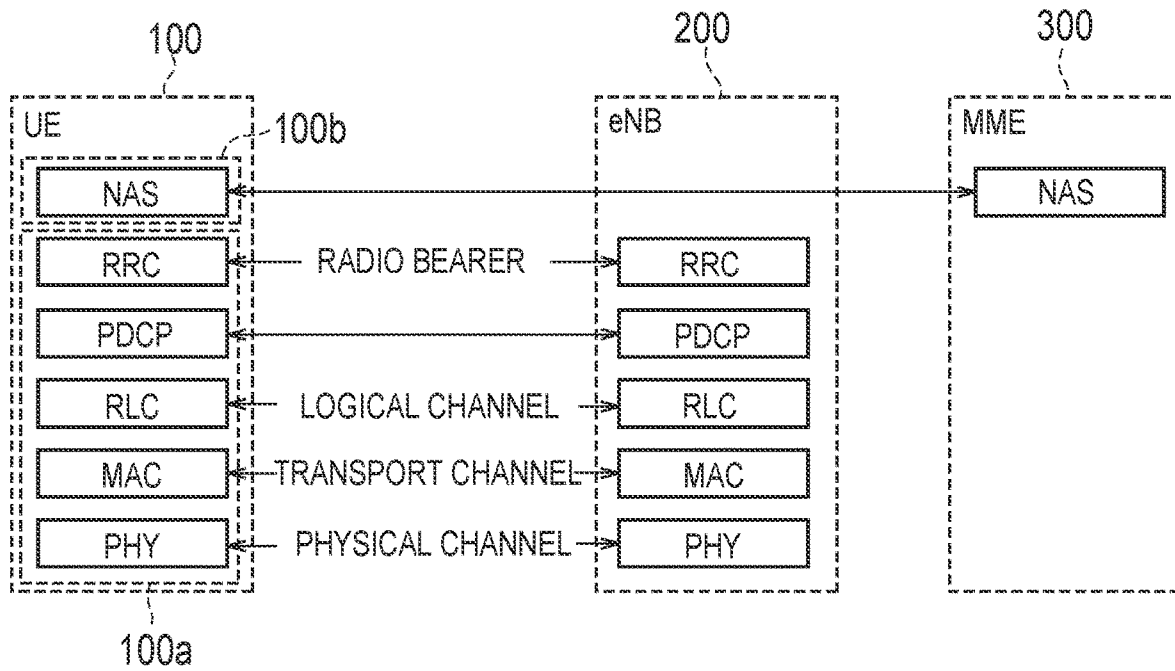 100 200 300
UE eNB MME
100b
NAS NAS
RRC RADIO BEARER RRC
PDCP PDCP
RLC LOGICAL CHANNEL RLC
MAC TRANSPORT CHANNEL MAC
PHY PHYSICAL CHANNEL PHY
100a